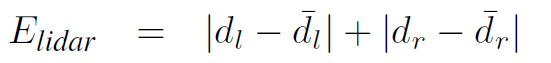 E_{lidar} = |d_l - \bar{d}_l| + |d_r - \bar{d}_r|